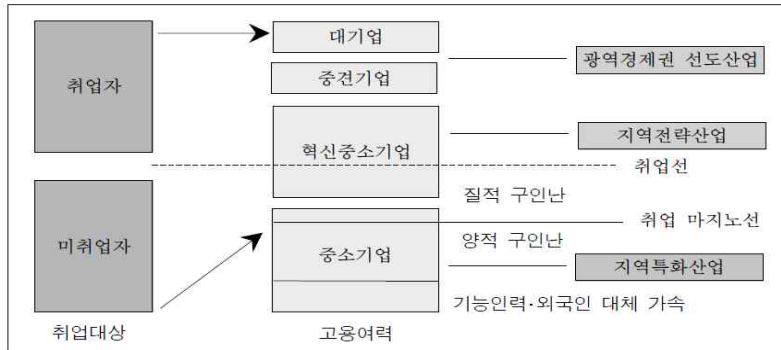 대기업
취업자
중견기업
광역경제권 선도산업
혁신중소기업
지역전략산업
취업선
질적 구인난
취업 마지노선
미취업자
양적 구인난
중소기업
지역특화산업
기능인력·외국인 대체 가속
취업대상
고용여력